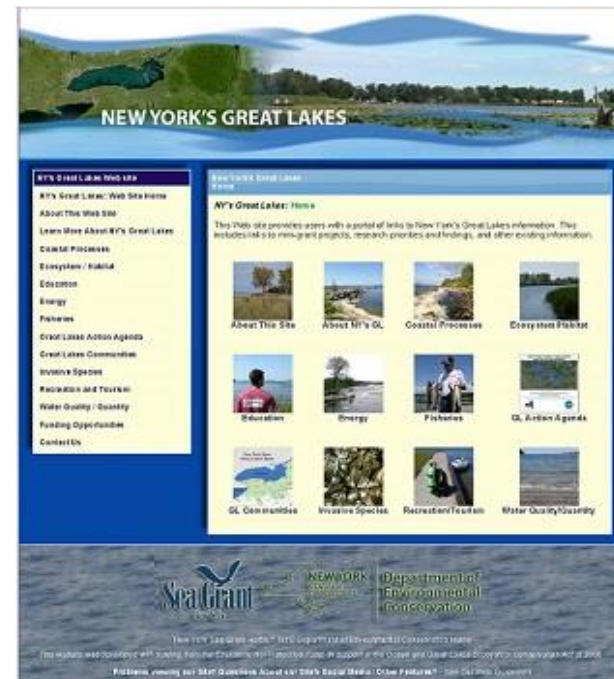 NEW YORK'S GREAT LAKES
NY's Great Lakes Web site
NY's Great Lakes: Web Site Home
About This Web Site
Learn More About NY's Great Lakes
Coastal Processes
Ecosystem / Habitat
Education
Energy
Fisheries
Great Lakes Action Agenda
Great Lakes Communities
Invasive Species
Recreation and Tourism
Water Quality / Quantity
Funding Opportunities
Contact Us
New York's Great Lakes
Home
NY's Great Lakes: Home
This Web site provides users with a portal of links to New York's Great Lakes information. This
includes links to mini-grant projects, research priorities and findings, and other existing information.
About This Site
About NY's GL
Coastal Processes
Ecosystem Habitat
Education
Energy
Fisheries
GL Action Agenda
GL Communities
Invasive Species
Recreation/Tourism
Water Quality/Quantity
Sea Grant
NEW YORK
Department of
Environmental
Conservation